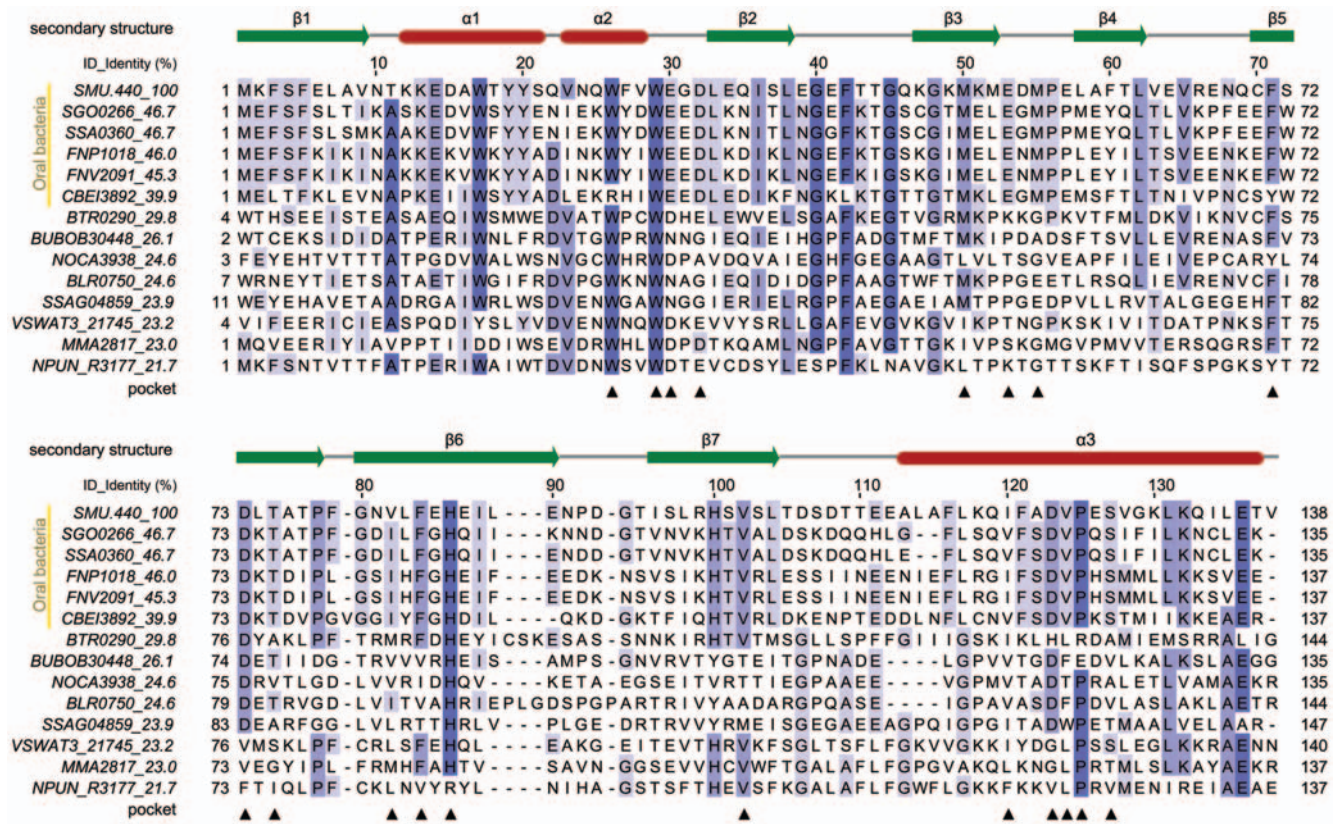 secondary structure β1 α1 α2 β2 β3 β4 β5
ID_Identity (%) 10 20 30 40 50 60 70
Oral bacteria
SMU.440_100 1 MKFSFELAVNTKKEDAWTYYSQVNQWFVWEGDLEQISLEGEFTTGQKGKMKMEDMPELAFTLVEVRENQCFS 72
SGO0266_46.7 1 MEFSFSLTIKASKEDVWSYYENIEKWYDWEEDLKNITLNGEFKTGSCGTMELEGMPPMEYQLTLVKPFEEFW 72
SSA0360_46.7 1 MEFSFSLSMKAAKEDVWFYYENIEKWYDWEEDLKNITLNGGFKTGSCGIMELEGMPPMEYQLTLVKPFEEFW 72
FNP1018_46.0 1 MEFSFKIKINAKKEKVWKYYADINKWYIWEEDLKDIKLNGEFKTGSKGIMELENMPPLEYILTSVEENKEFW 72
FNV2091_45.3 1 MEFSFKIKINAKKEKVWKYYADINKWYIWEEDLKDISLNGEFKIGSKGIMELENMPPLEYILTSVEENKEFW 72
CBEI3892_39.9 1 MELTFKLEVNAPKEKVWSYYADLEKRHIWEKFLEDIKFNGKLKTGTTGTMELEGMPEMSFTLTNIVPNCSYW 72
BTR0290_29.8 4 WTHSEEISTEASAEQIWSMWEDVATWPCWDHELEWVELSGAFKEGTVGRMKPKKGPKVTFMLDKVIKNVCFS 75
BUBOB30448_26.1 2 WTCEKSIDIDATPERIWNLFRDVTGWPRWNNGIEQIEIHGPFADGTMFTMKIPDADSFTSVLLEVRENASFV 73
NOCA3938_24.6 3 FEYEHTVTTTATPGDVWALWSNVGCWHRWDPAVDQVAIEGHFGEGAAGTLVLTSGVEAPFILEIVEPCARYL 74
BLR0750_24.6 7 WRNEYTIETSATAETIWGIFRDVPGWKNWNAGIEQIDIDGPFAAGTWFTMKPPGEETLRSQLIEVRENVCFI 78
SSAG04859_23.9 11 WEYEHAVETAADRGAIWRLWSDVENWGAWNGGIERIELRGPFAEGAEIAMTPPGEDPVLLRVTALGEGEHFT 82
VSWAT3_21745_23.2 4 VIFEERICIEASPQDIYSLYVDVENWNQWDKEVVYSRLLGAFEVGVKGVIKPTNGPKSKIVITDATPNKSFT 75
MMA2817_23.0 1 MQVEERIYIAVPPTIIDDIWSEVDRWHLWDPDTKQAMLNGPFAVGTTGKIVPSKGMGVPMVVTERSQGRSFT 72
NPUN_R3177_21.7 1 MKFSNTTFATPERIWAIWTDVDNWSVWDTEVCDSYLESPFKLNAVGKLTPKTGTTSKFTISQFSPGKSYT 72
pocket ▲ ▲ ▲ ▲ ▲ ▲ ▲ ▲
secondary structure β6 β7 α3
ID_Identity (%) 80 90 100 110 120 130
Oral bacteria
SMU.440_100 73 DLTATPF-GNVLFEHEIL---ENPD-GTISLRHSVSLTDSDTTEEALAFLKQIFADVPESVGKLKQILETV 138
SGO0266_46.7 73 DKTATPF-GDILFGHQII---KNND-GTVNVKHTVALDSKDQQHLG--FLSQVFSDVPQSIFILKNCLEK- 135
SSA0360_46.7 73 DKTATPF-GDILFGHQII---EKND-GTVNVKHTVALDSKDQQHLE--FLSQVFSDVPQSIFILKNCLEK- 135
FNP1018_46.0 73 DKTDIPL-GSIHFGHEIF---EEDK-NSVSIKHTVRLESSIINEENIEFLRGIFSDVPHSMMLLKKSVEE- 137
FNV2091_45.3 73 DKTDIPL-GSIHFGHEIF---EEDK-NSVSIKHTVRLESSIINEENIEFLRGIFSDVPHSMMLLKKSVEE- 137
CBEI3892_39.9 73 DKTDVPGVGGIYFGHDIL---QKD-GKTFIKHTVRLDKENPTEDDLNFLCNVFSDVFKSTMIIKKEAER- 137
BTR0290_29.8 76 DYAKLPF-TRMRFDHEYICSKESAS-SNNKIRHTVTMSGLLSPFFGIIIGSKIKLHLRDAMIEMSRRALIG 144
BUBOB30448_26.1 74 DETIIDG-TRVVVRHEIS---AMPS-GNVRVTYGTEITGPNADE----LGPVVTGDFEDVLKALKSLAEGG 135
NOCA3938_24.6 75 DRVTLGD-LVVRIDHQV----KETA-EGSEITVRTTIEGPGAED----VGPMVTADTPRALETLVAMAEKR 135
BLR0750_24.6 79 DETRVGD-LVITVAHRIEPLGDSPGPARTRIVYAADARGPQASE----IGPAVASDFPDVLASLAKLAETR 144
SSAG04859_23.9 83 DEARFGG-LVLRTTHRLV---PLGE-DRTRVVYRMEISGEGAEEAGPQIGPGITADWPETMAALVELAAR- 147
VSWAT3_21745_23.2 76 VMSKLPF-CRLSFEHQL----EAKG-EITEVTHRVKFSGLTSFLFGKVVGKKIYDGLPSSLEGLKKRAENN 140
MMA2817_23.0 73 VEGYIPL-FRMHFAHTV----SAVN-GGSEVVHCVWFTGALAFLFGPGVAKQLKNGLPRTMLSLKAYAEKR 137
NPUN_R3177_21.7 73 FTIQLPF-CKLNVYRYL----NIHA-GSTSFTHEVSFKGALAFLFGWFLGKKFKKVLPRVMENIREIAEAE 137
pocket ▲ ▲ ▲ ▲ ▲ ▲ ▲ ▲ ▲ ▲ ▲